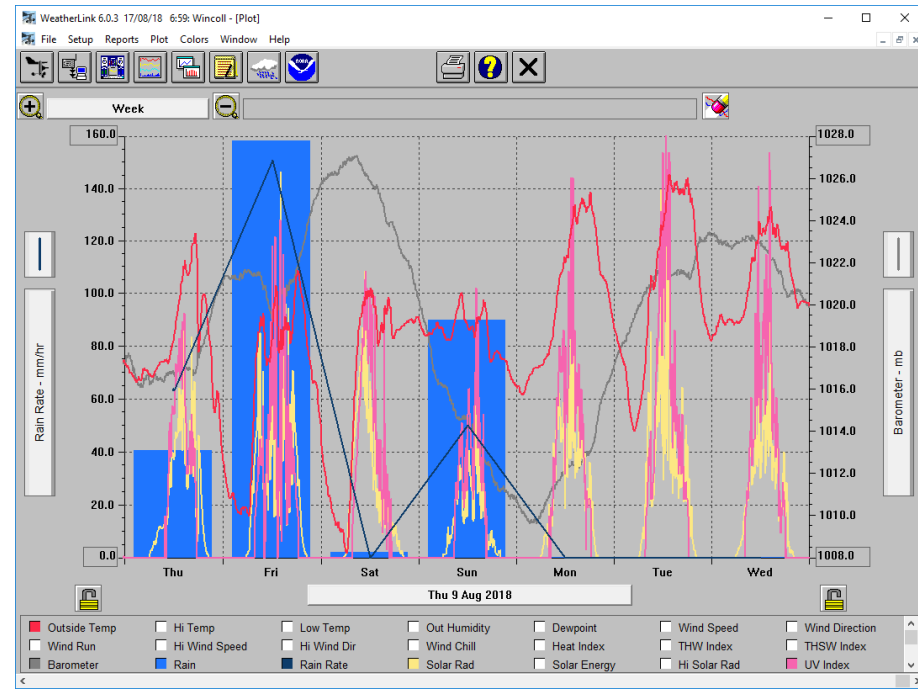 WeatherLink 6.0.3 17/08/18 6:59: Wincoll - [Plot]
File Setup Reports Plot Colors Window Help
NOAA
Week
160.0 1028.0
140.0 1026.0
120.0 1024.0
100.0 1022.0
80.0 1020.0
60.0 1018.0
40.0 1016.0
20.0 1014.0
0.0 1012.0
1010.0
1008.0
Rain Rate - mm/hr
Barometer - mb
Thu Fri Sat Sun Mon Tue Wed
Thu 9 Aug 2018
Outside Temp Hi Temp Low Temp Out Humidity Dewpoint Wind Speed Wind Direction
Wind Run Hi Wind Speed Hi Wind Dir Wind Chill Heat Index THW Index THSW Index
Barometer Rain Rain Rate Solar Rad Solar Energy Hi Solar Rad UV Index